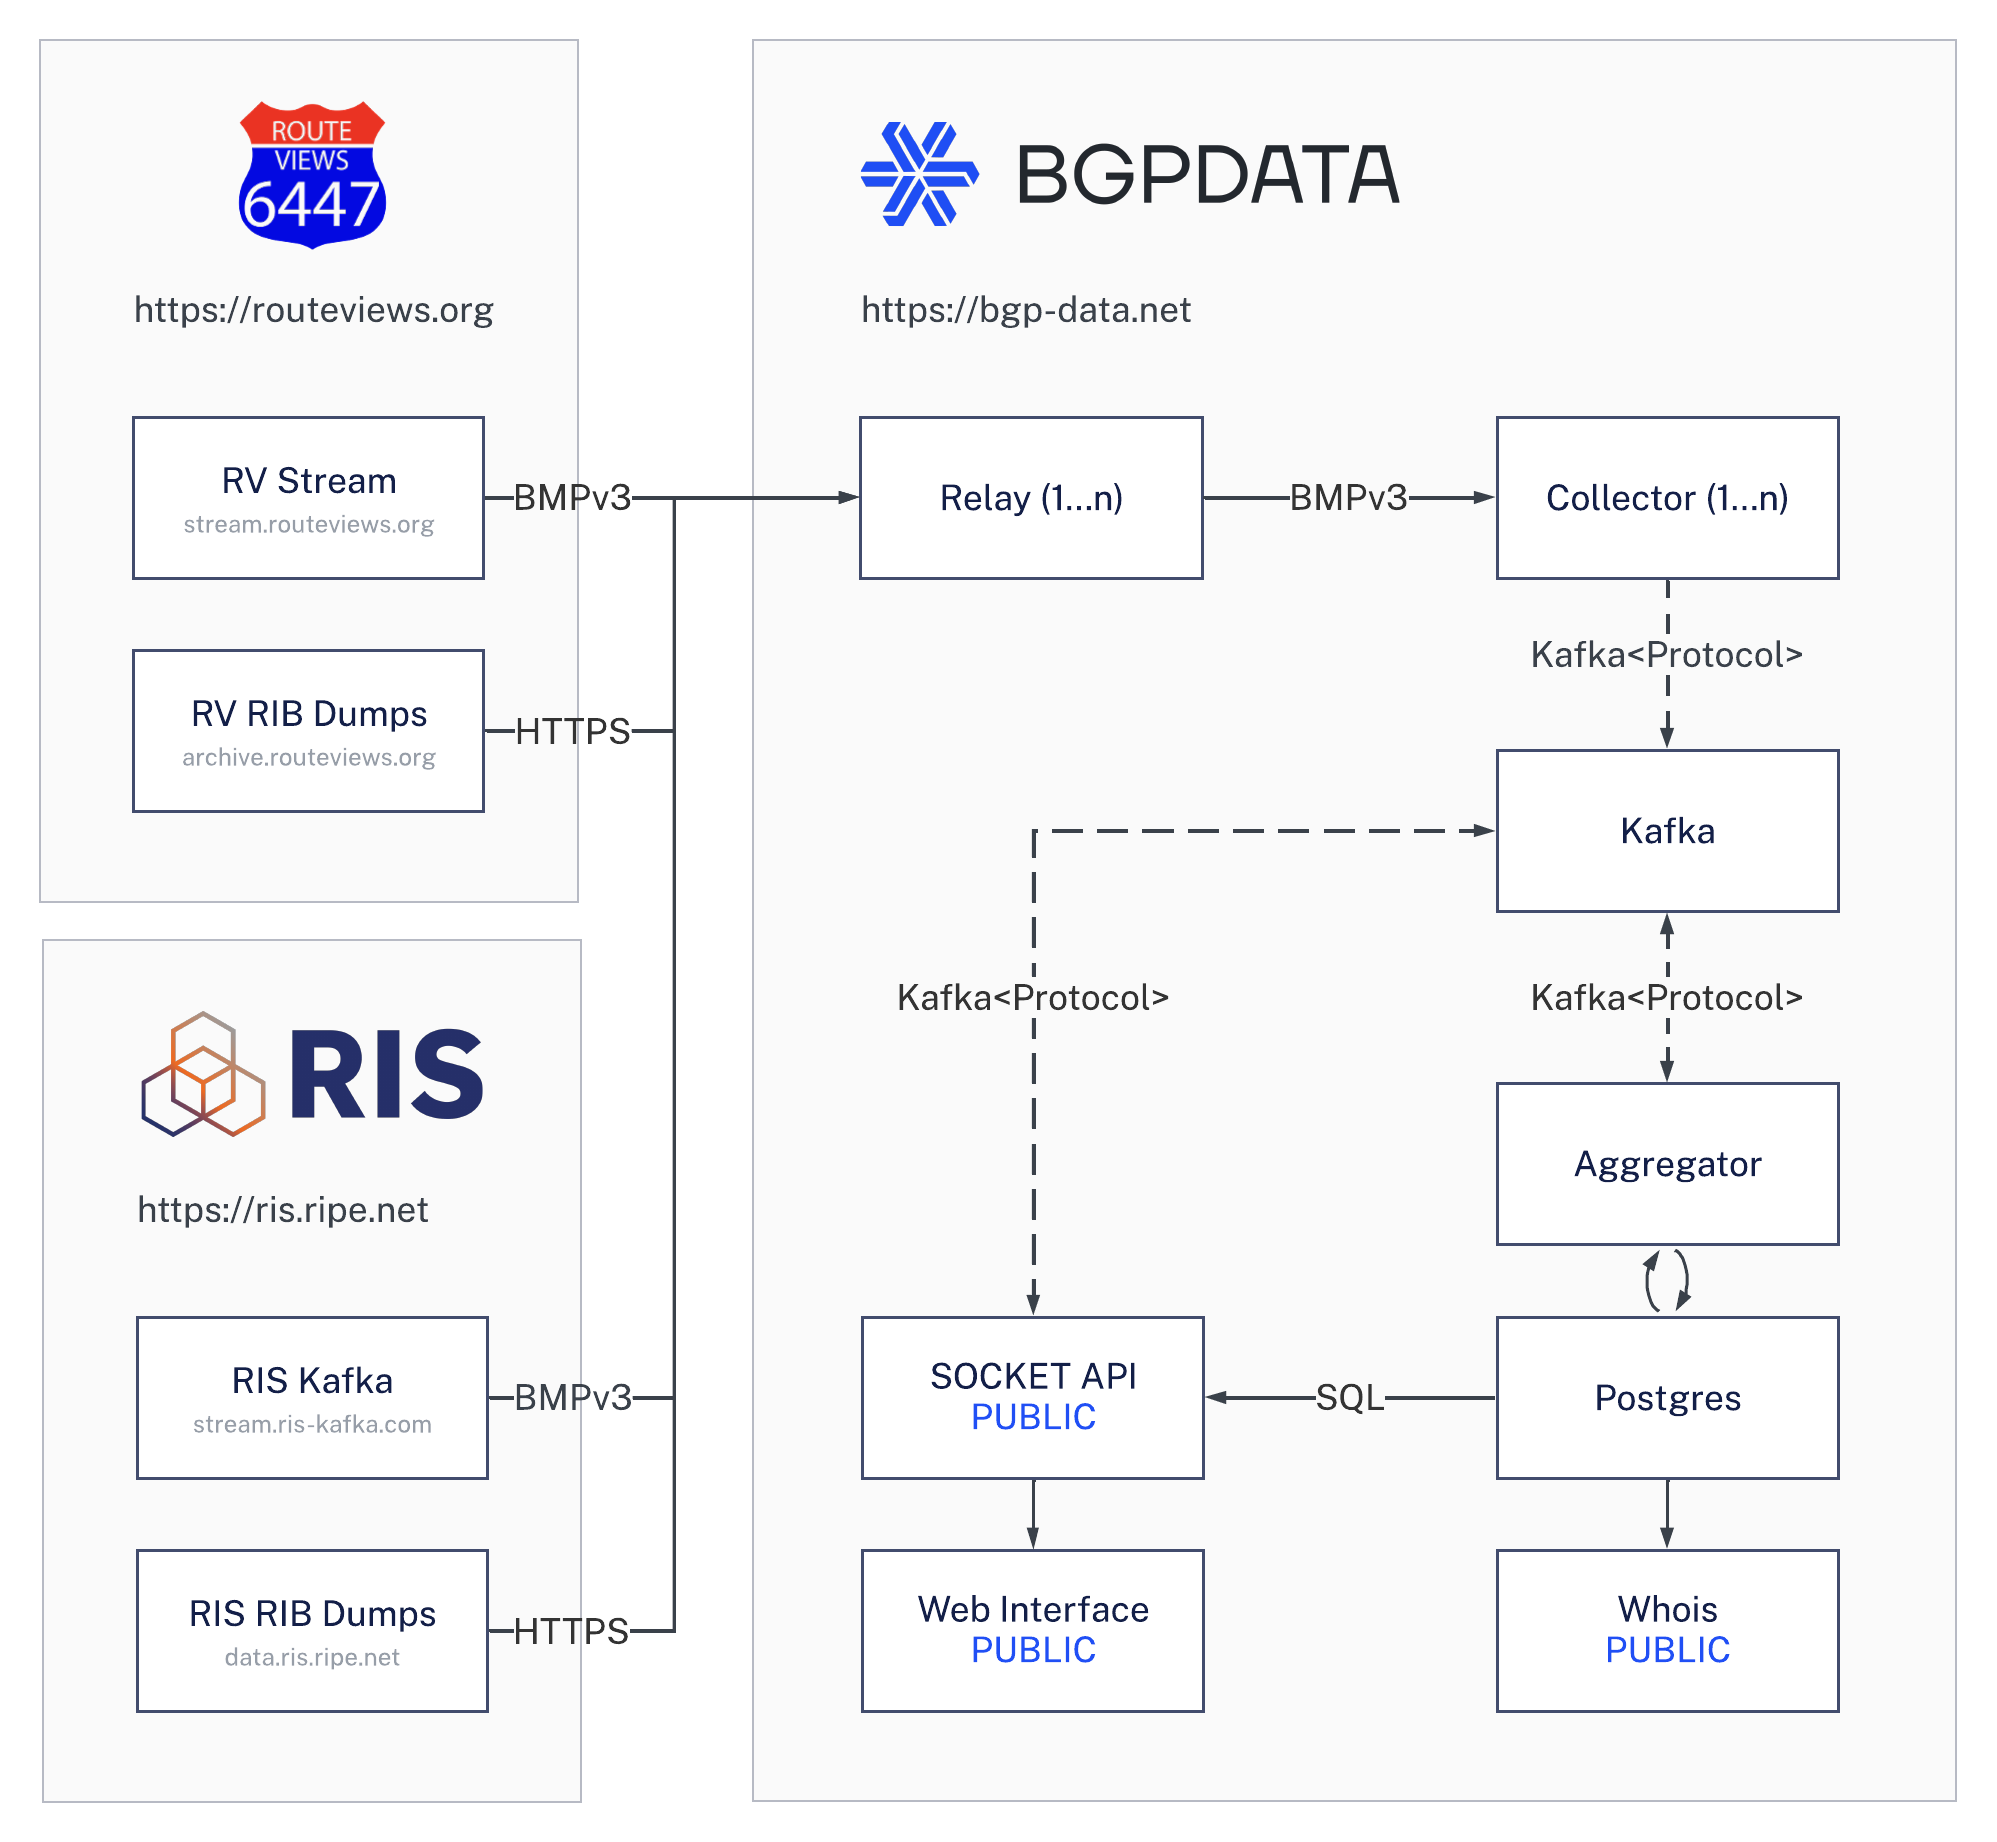 ROUTE
VIEWS
6447
https://routeviews.org
RV Stream
stream.routeviews.org
BMPv3
RV RIB Dumps
archive.routeviews.org
HTTPS
RIS
https://ris.ripe.net
RIS Kafka
stream.ris-kafka.com
BMPv3
RIS RIB Dumps
data.ris.ripe.net
HTTPS
BGPDATA
https://bgp-data.net
Relay (1...n)
BMPv3
Collector (1...n)
Kafka<Protocol>
Kafka
Kafka<Protocol>
Kafka<Protocol>
Aggregator
SOCKET API
PUBLIC
SQL
Postgres
Web Interface
PUBLIC
Whois
PUBLIC